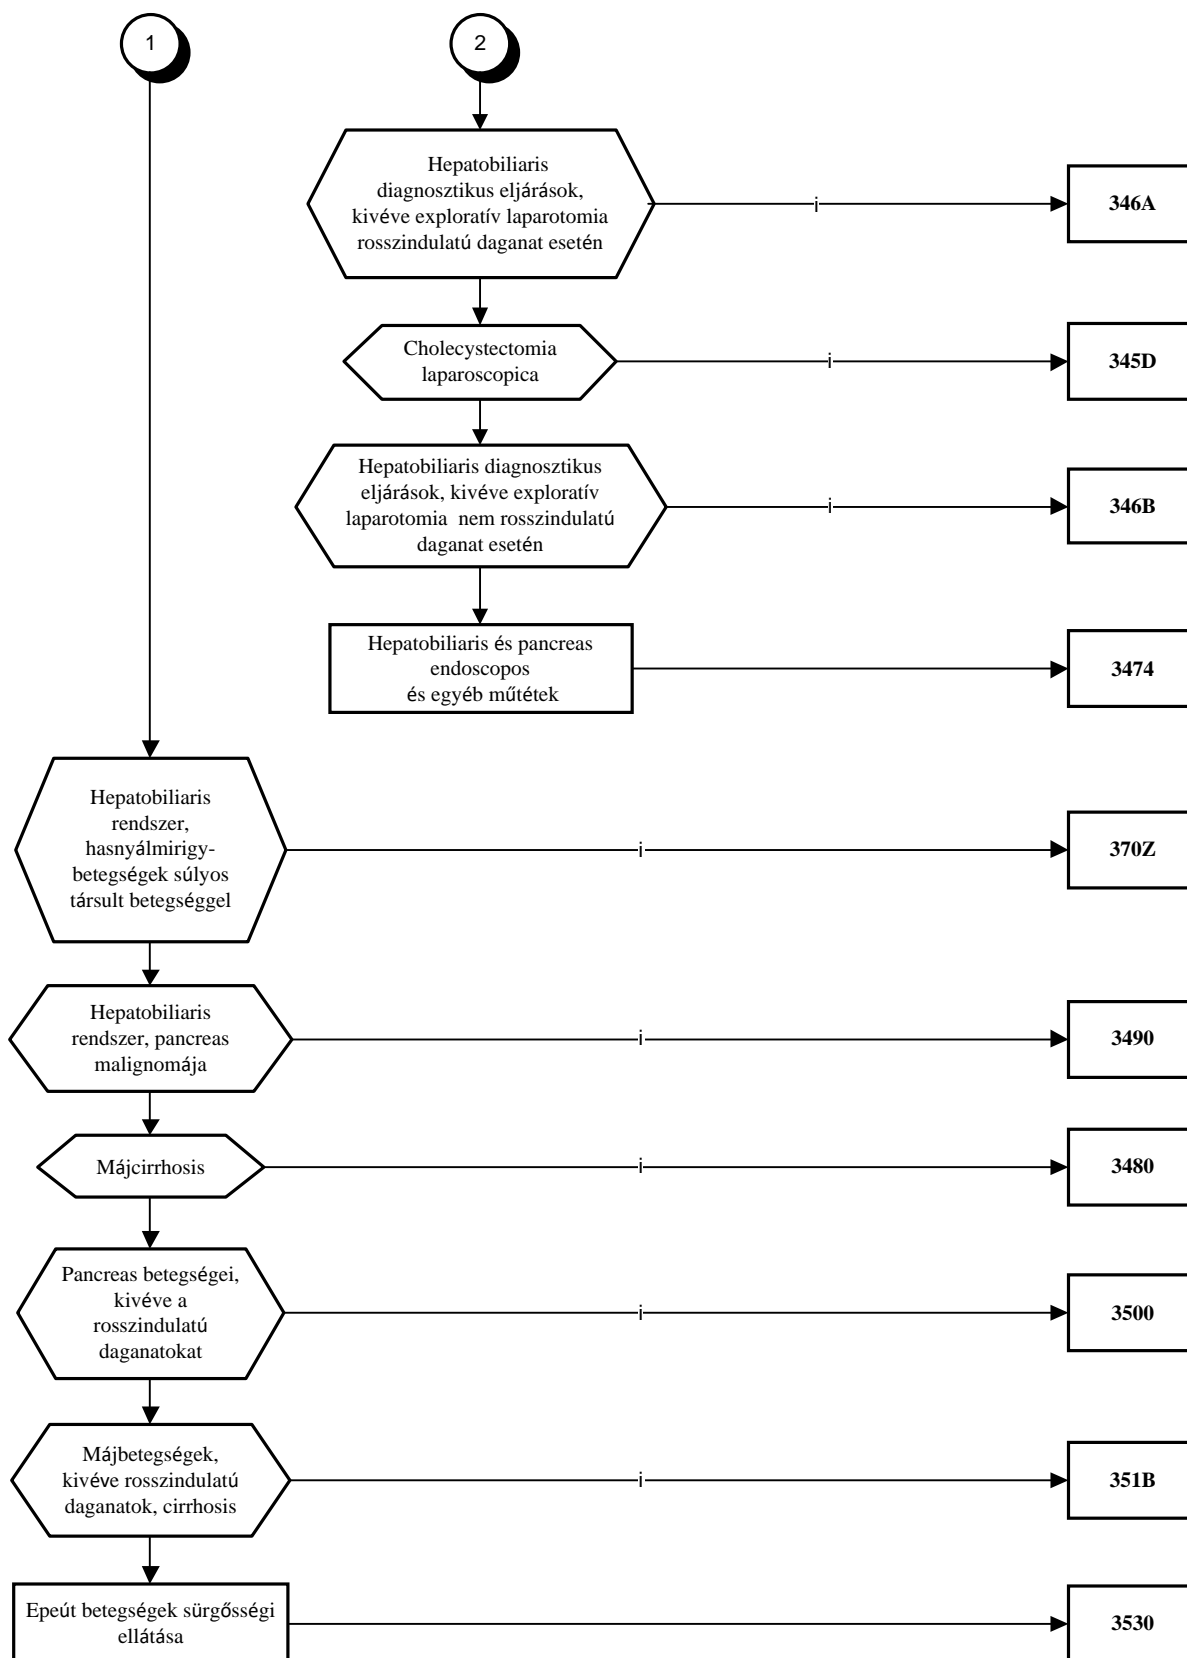 1
2
Hepatobiliaris
diagnosztikus eljárások,
kivéve exploratív laparotomia
rosszindulatú daganat esetén
i
346A
Cholecystectomia
laparoscopica
i
345D
Hepatobiliaris diagnosztikus
eljárások, kivéve exploratív
laparotomia nem rosszindulatú
daganat esetén
i
346B
Hepatobiliaris és pancreas
endoscopos
és egyéb műtétek
3474
Hepatobiliaris
rendszer,
hasnyálmirigy-
betegségek súlyos
társult betegséggel
i
370Z
Hepatobiliaris
rendszer, pancreas
malignomája
i
3490
Májcirrhosis
i
3480
Pancreas betegségei,
kivéve a
rosszindulatú
daganatokat
i
3500
Májbetegségek,
kivéve rosszindulatú
daganatok, cirrhosis
i
351B
Epeút betegségek sürgősségi
ellátása
3530